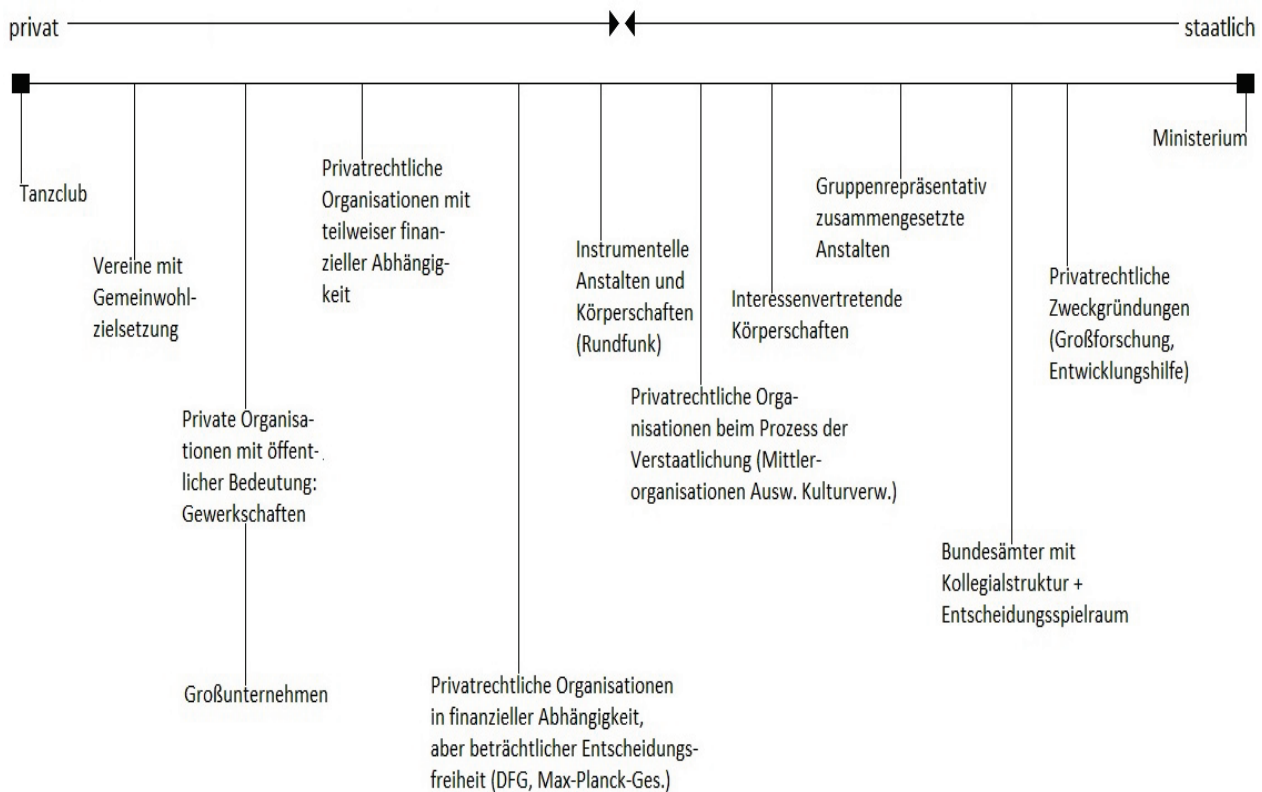 privat
staatlich
Tanzclub
Vereine mit
Gemeinwohl-
zielsetzung
Private Organisa-
tionen mit öffent-
licher Bedeutung:
Gewerkschaften
Großunternehmen
Privatrechtliche
Organisationen mit
teilweiser finan-
zieller Abhängig-
keit
Privatrechtliche Organisationen
in finanzieller Abhängigkeit,
aber beträchtlicher Entscheidungs-
freiheit (DFG, Max-Planck-Ges.)
Instrumentelle
Anstalten und
Körperschaften
(Rundfunk)
Privatrechtliche Orga-
nisationen beim Prozess der
Verstaatlichung (Mittler-
organisationen Ausw. Kulturverw.)
Interessenvertretende
Körperschaften
Gruppenrepräsentativ
zusammengesetzte
Anstalten
Bundesämter mit
Kollegialstruktur +
Entscheidungsspielraum
Privatrechtliche
Zweckgründungen
(Großforschung,
Entwicklungshilfe)
Ministerium